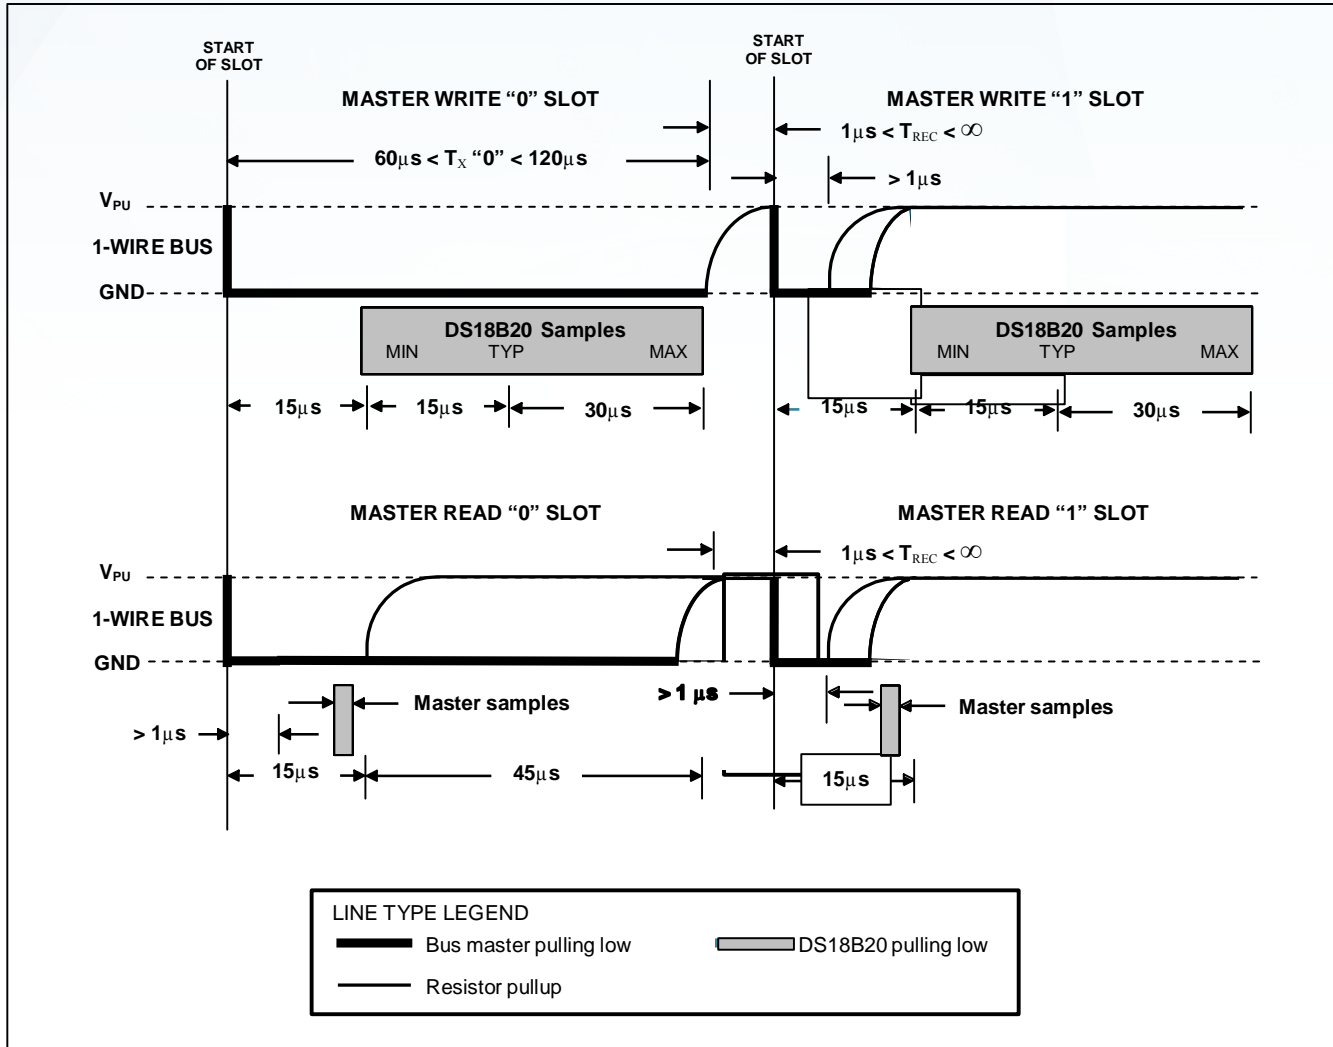 START
OF SLOT
START
OF SLOT
MASTER WRITE “0” SLOT
MASTER WRITE “1” SLOT
1μs < TREC < ∞
60μs < TX “0” < 120μs
> 1μs
VPU
1-WIRE BUS
GND
DS18B20 Samples
MIN TYP MAX
DS18B20 Samples
MIN TYP MAX
15μs 15μs 30μs
15μs 15μs 30μs
MASTER READ “0” SLOT
MASTER READ “1” SLOT
1μs < TREC < ∞
VPU
1-WIRE BUS
GND
> 1 μs
Master samples
Master samples
> 1μs
15μs 45μs
15μs
LINE TYPE LEGEND
Bus master pulling low
DS18B20 pulling low
Resistor pullup